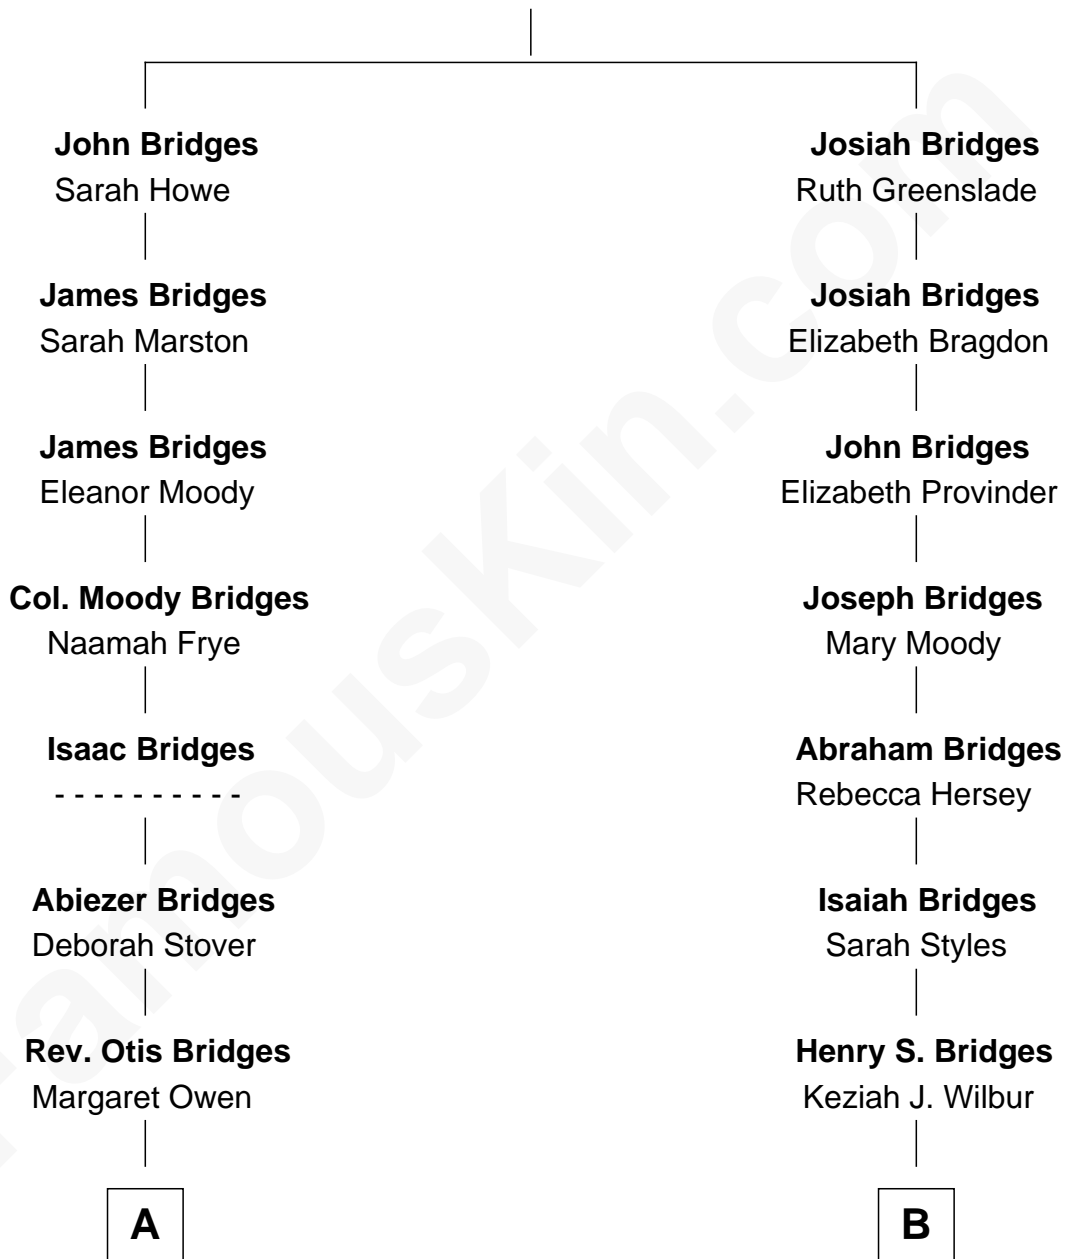 John Bridges
Sarah Howe
James Bridges
Sarah Marston
James Bridges
Eleanor Moody
Col. Moody Bridges
Naamah Frye
Isaac Bridges
- - - - - - - - - -
Abiezer Bridges
Deborah Stover
Rev. Otis Bridges
Margaret Owen
A
Josiah Bridges
Ruth Greenslade
Josiah Bridges
Elizabeth Bragdon
John Bridges
Elizabeth Provinder
Joseph Bridges
Mary Moody
Abraham Bridges
Rebecca Hersey
Isaiah Bridges
Sarah Styles
Henry S. Bridges
Keziah J. Wilbur
B
FamousKin.com